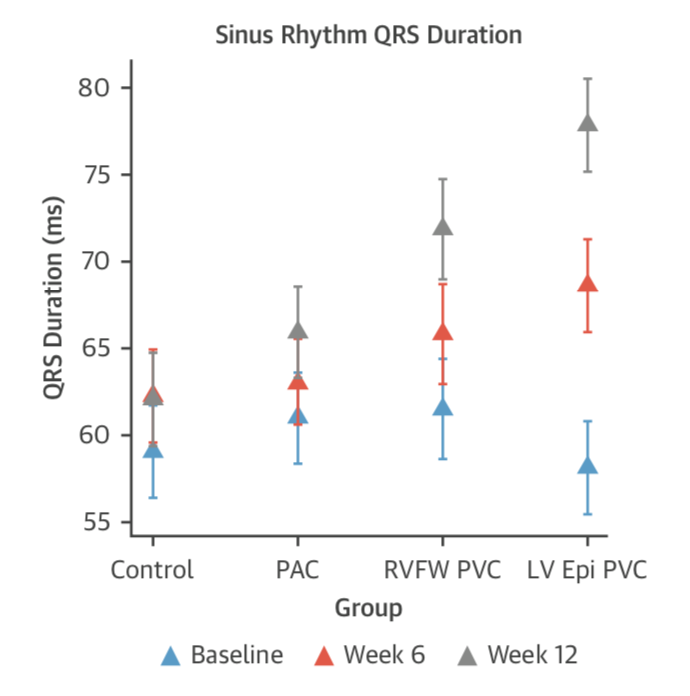 Sinus Rhythm QRS Duration
QRS Duration (ms)
80
75
70
65
60
55
Control PAC RVFW PVC LV Epi PVC
Group
Baseline Week 6 Week 12